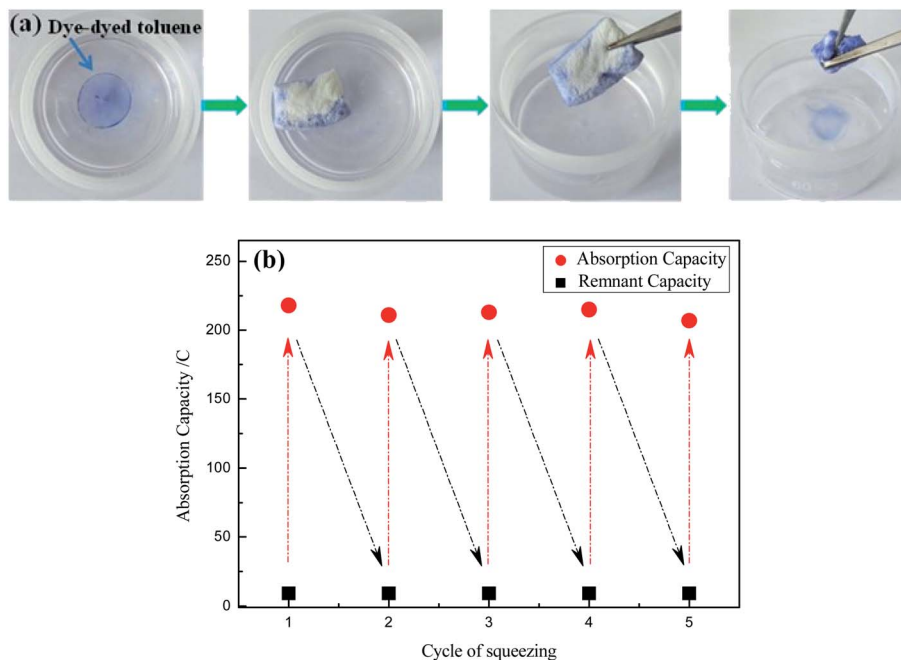 (a) Dye-dyed toluene
(b)
Absorption Capacity
Remnant Capacity
250
200
150
100
50
0
Absorption Capacity /C
1 2 3 4 5
Cycle of squeezing